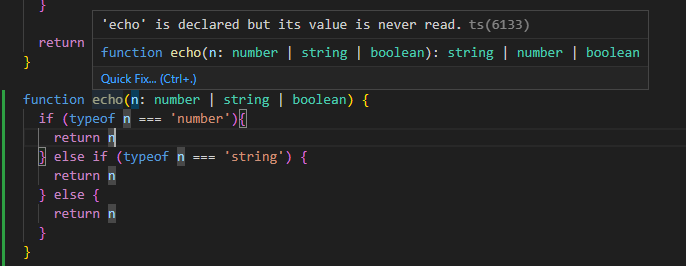 }
'echo' is declared but its value is never read. ts(6133)
return
function echo(n: number | string | boolean): string | number | boolean
}
Quick Fix... (Ctrl+.)
function echo(n: number | string | boolean) {
if (typeof n === 'number'){
return n
} else if (typeof n === 'string') {
return n
} else {
return n
}
}